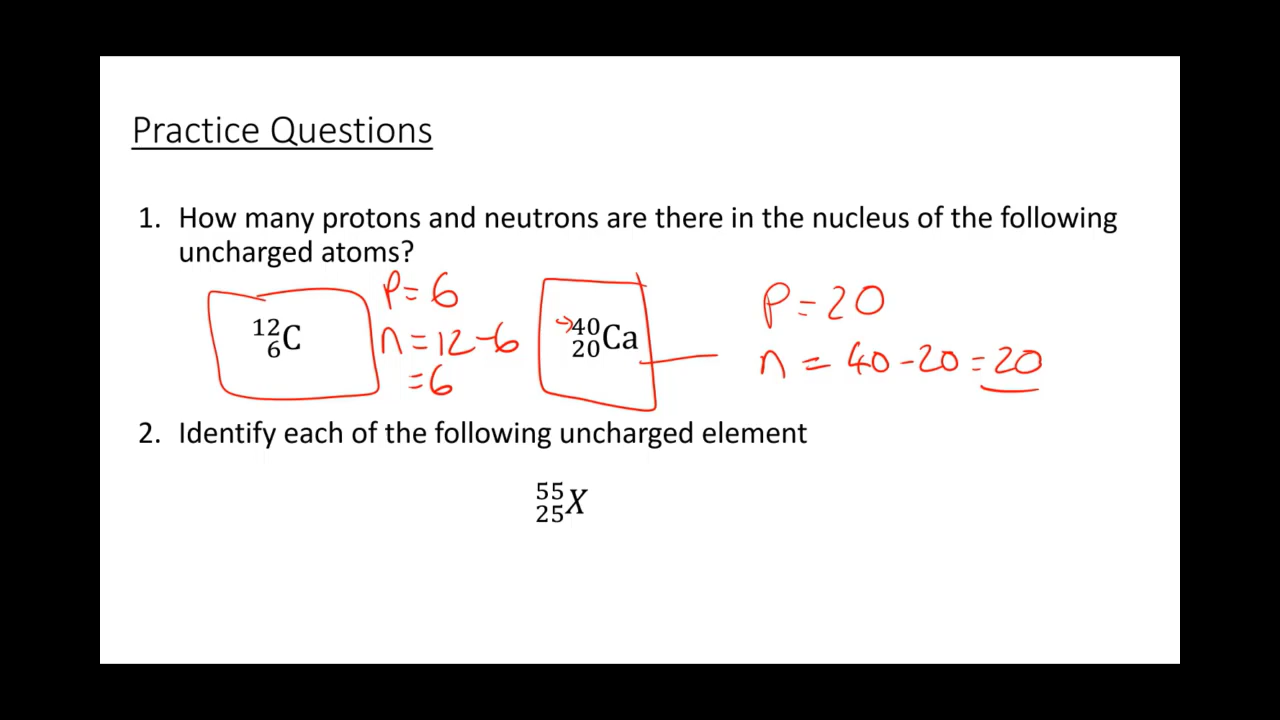 Practice Questions
1. How many protons and neutrons are there in the nucleus of the following
uncharged atoms?
p = 6
¹²₆C
n = 12 - 6
= 6
→⁴⁰₂₀Ca
p = 20
n = 40 - 20 = 20
2. Identify each of the following uncharged element
⁵⁵₂₅X